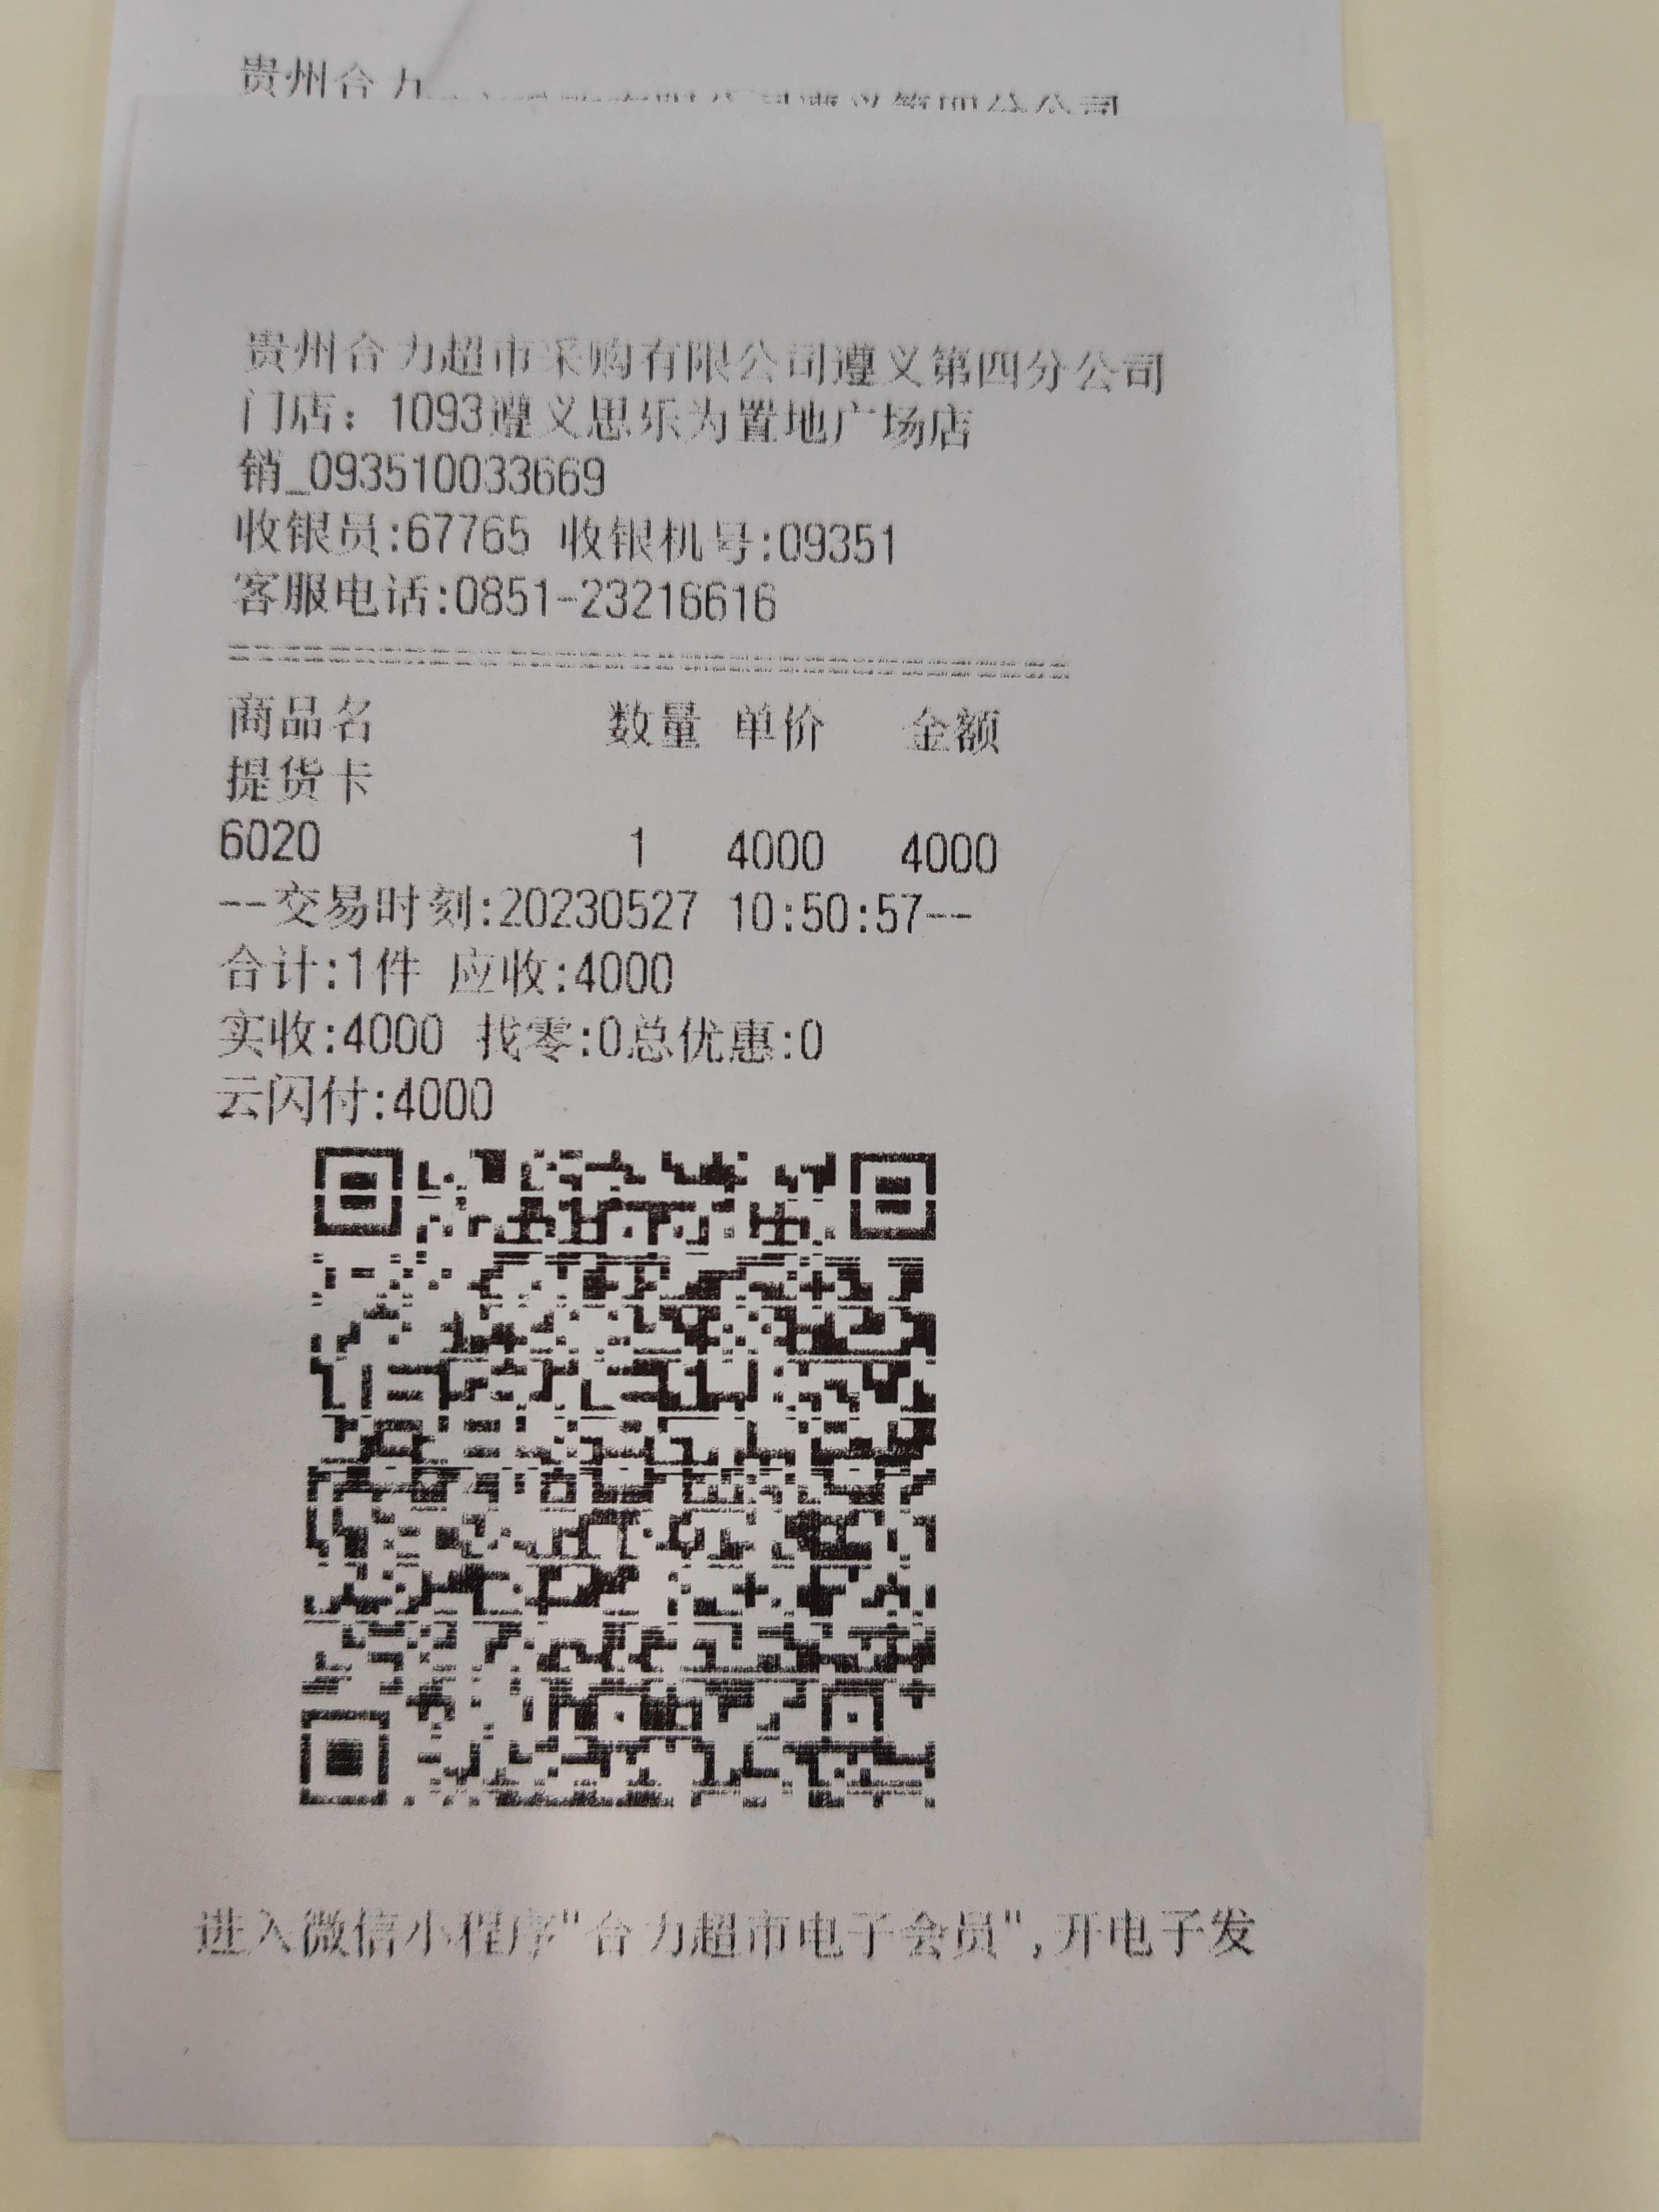 贵州合力
贵州合力超市采购有限公司遵义第四分公司
门店：1093遵义思乐为置地广场店
销_093510033669
收银员:67765 收银机号:09351
客服电话:0851-23216616
商品名 数量 单价 金额
提货卡
6020 1 4000 4000
--交易时刻:20230527 10:50:57--
合计:1件 应收:4000
实收:4000 找零:0总优惠:0
云闪付:4000
进入微信小程序"合力超市电子会员",开电子发